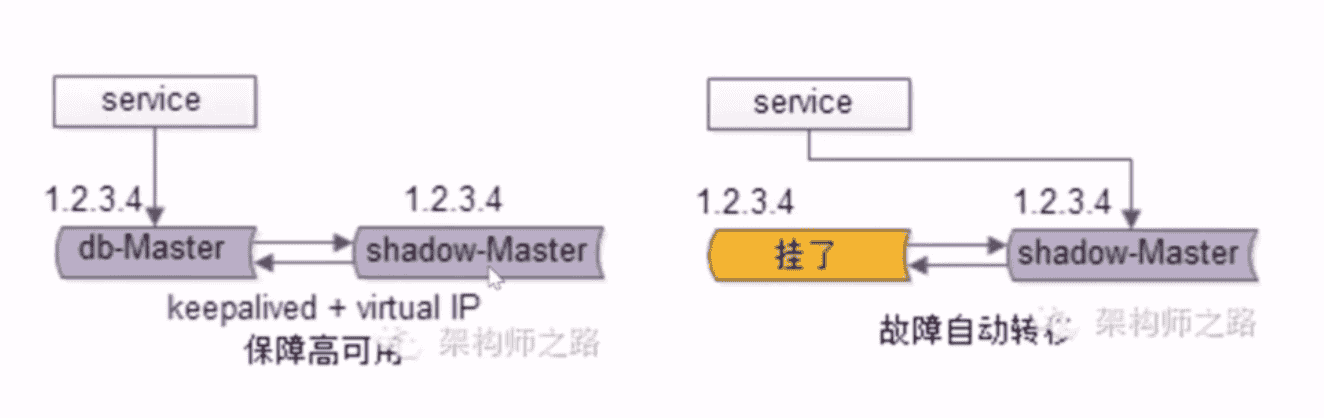 service
1.2.3.4
1.2.3.4
db-Master
shadow-Master
keepalived + virtual IP
保障高可用
架构师之路
service
1.2.3.4
1.2.3.4
挂了
shadow-Master
故障自动转移
架构师之路